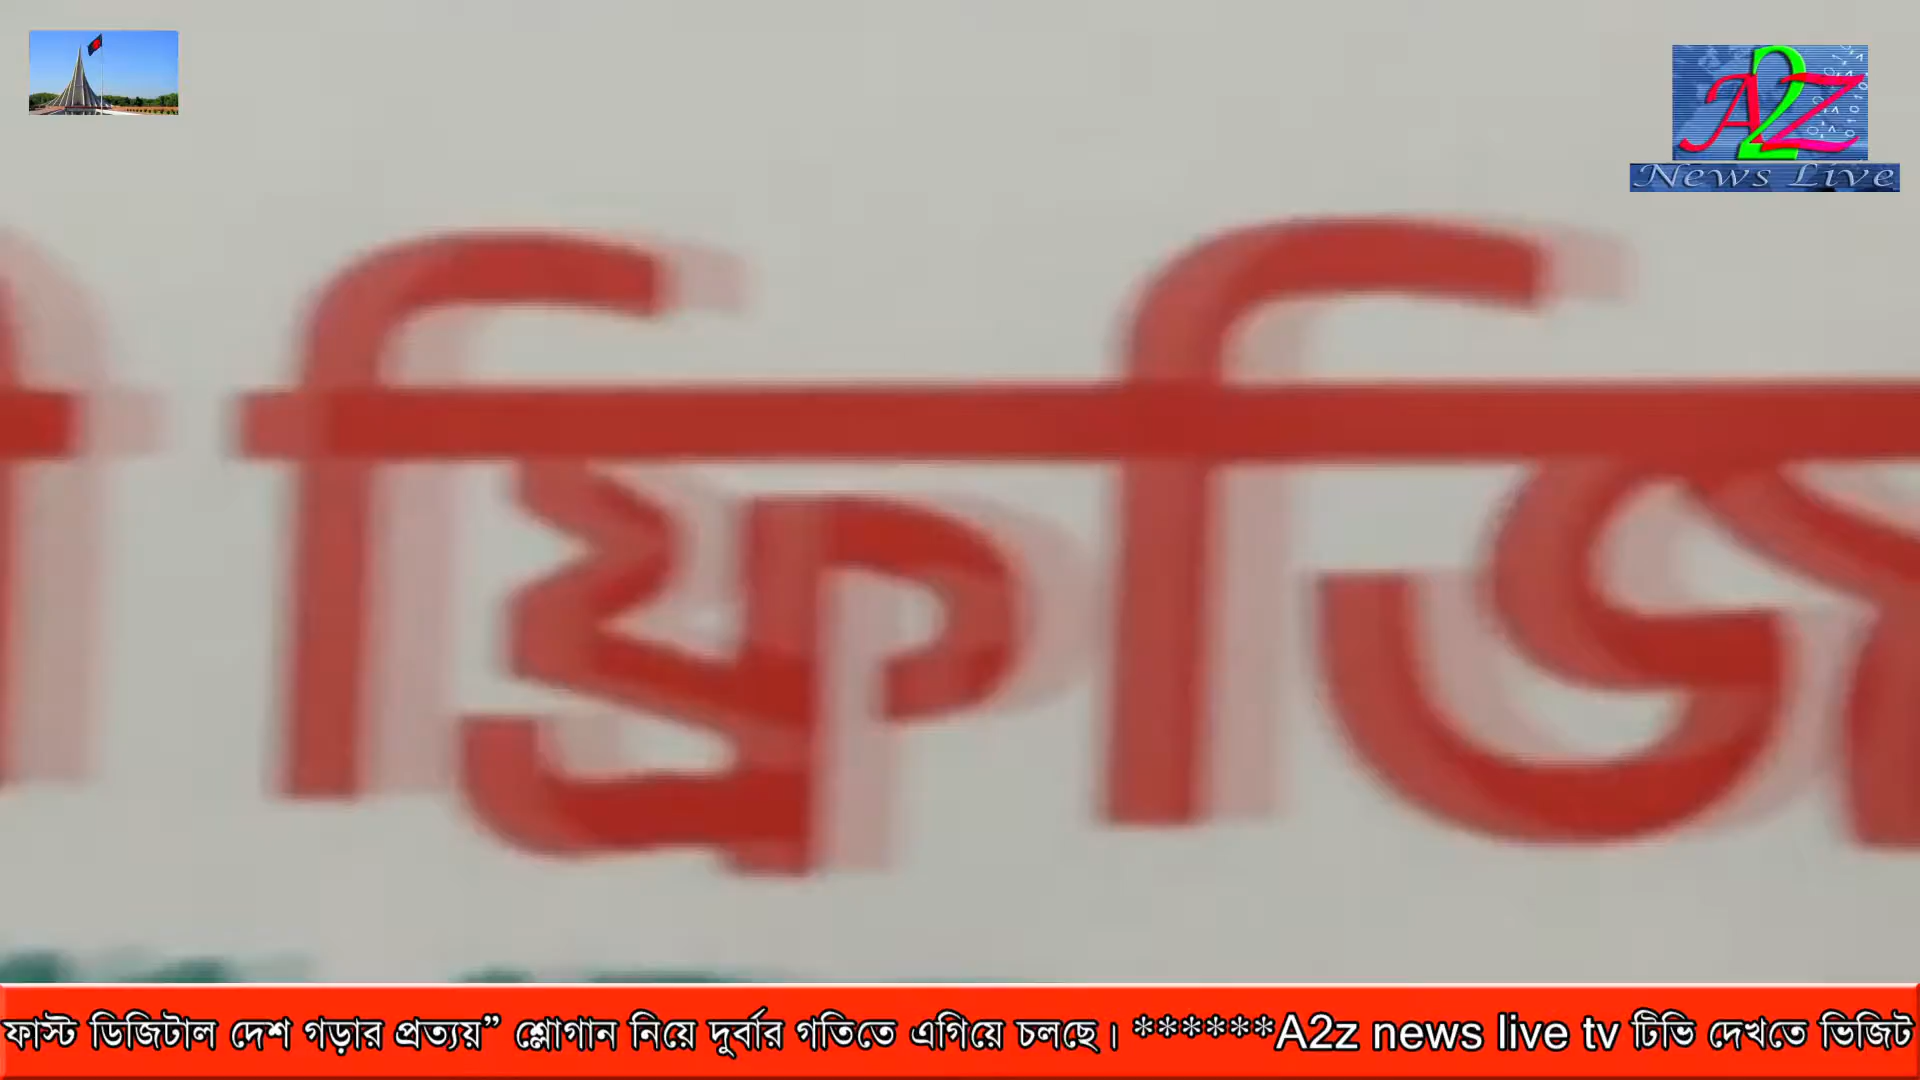 A2Z
News Live
ফ্রিজি
ফাস্ট ডিজিটাল দেশ গড়ার প্রত্যয়” শ্লোগান নিয়ে দুর্বার গতিতে এগিয়ে চলছে। ******A2z news live tv টিভি দেখতে ভিজিট